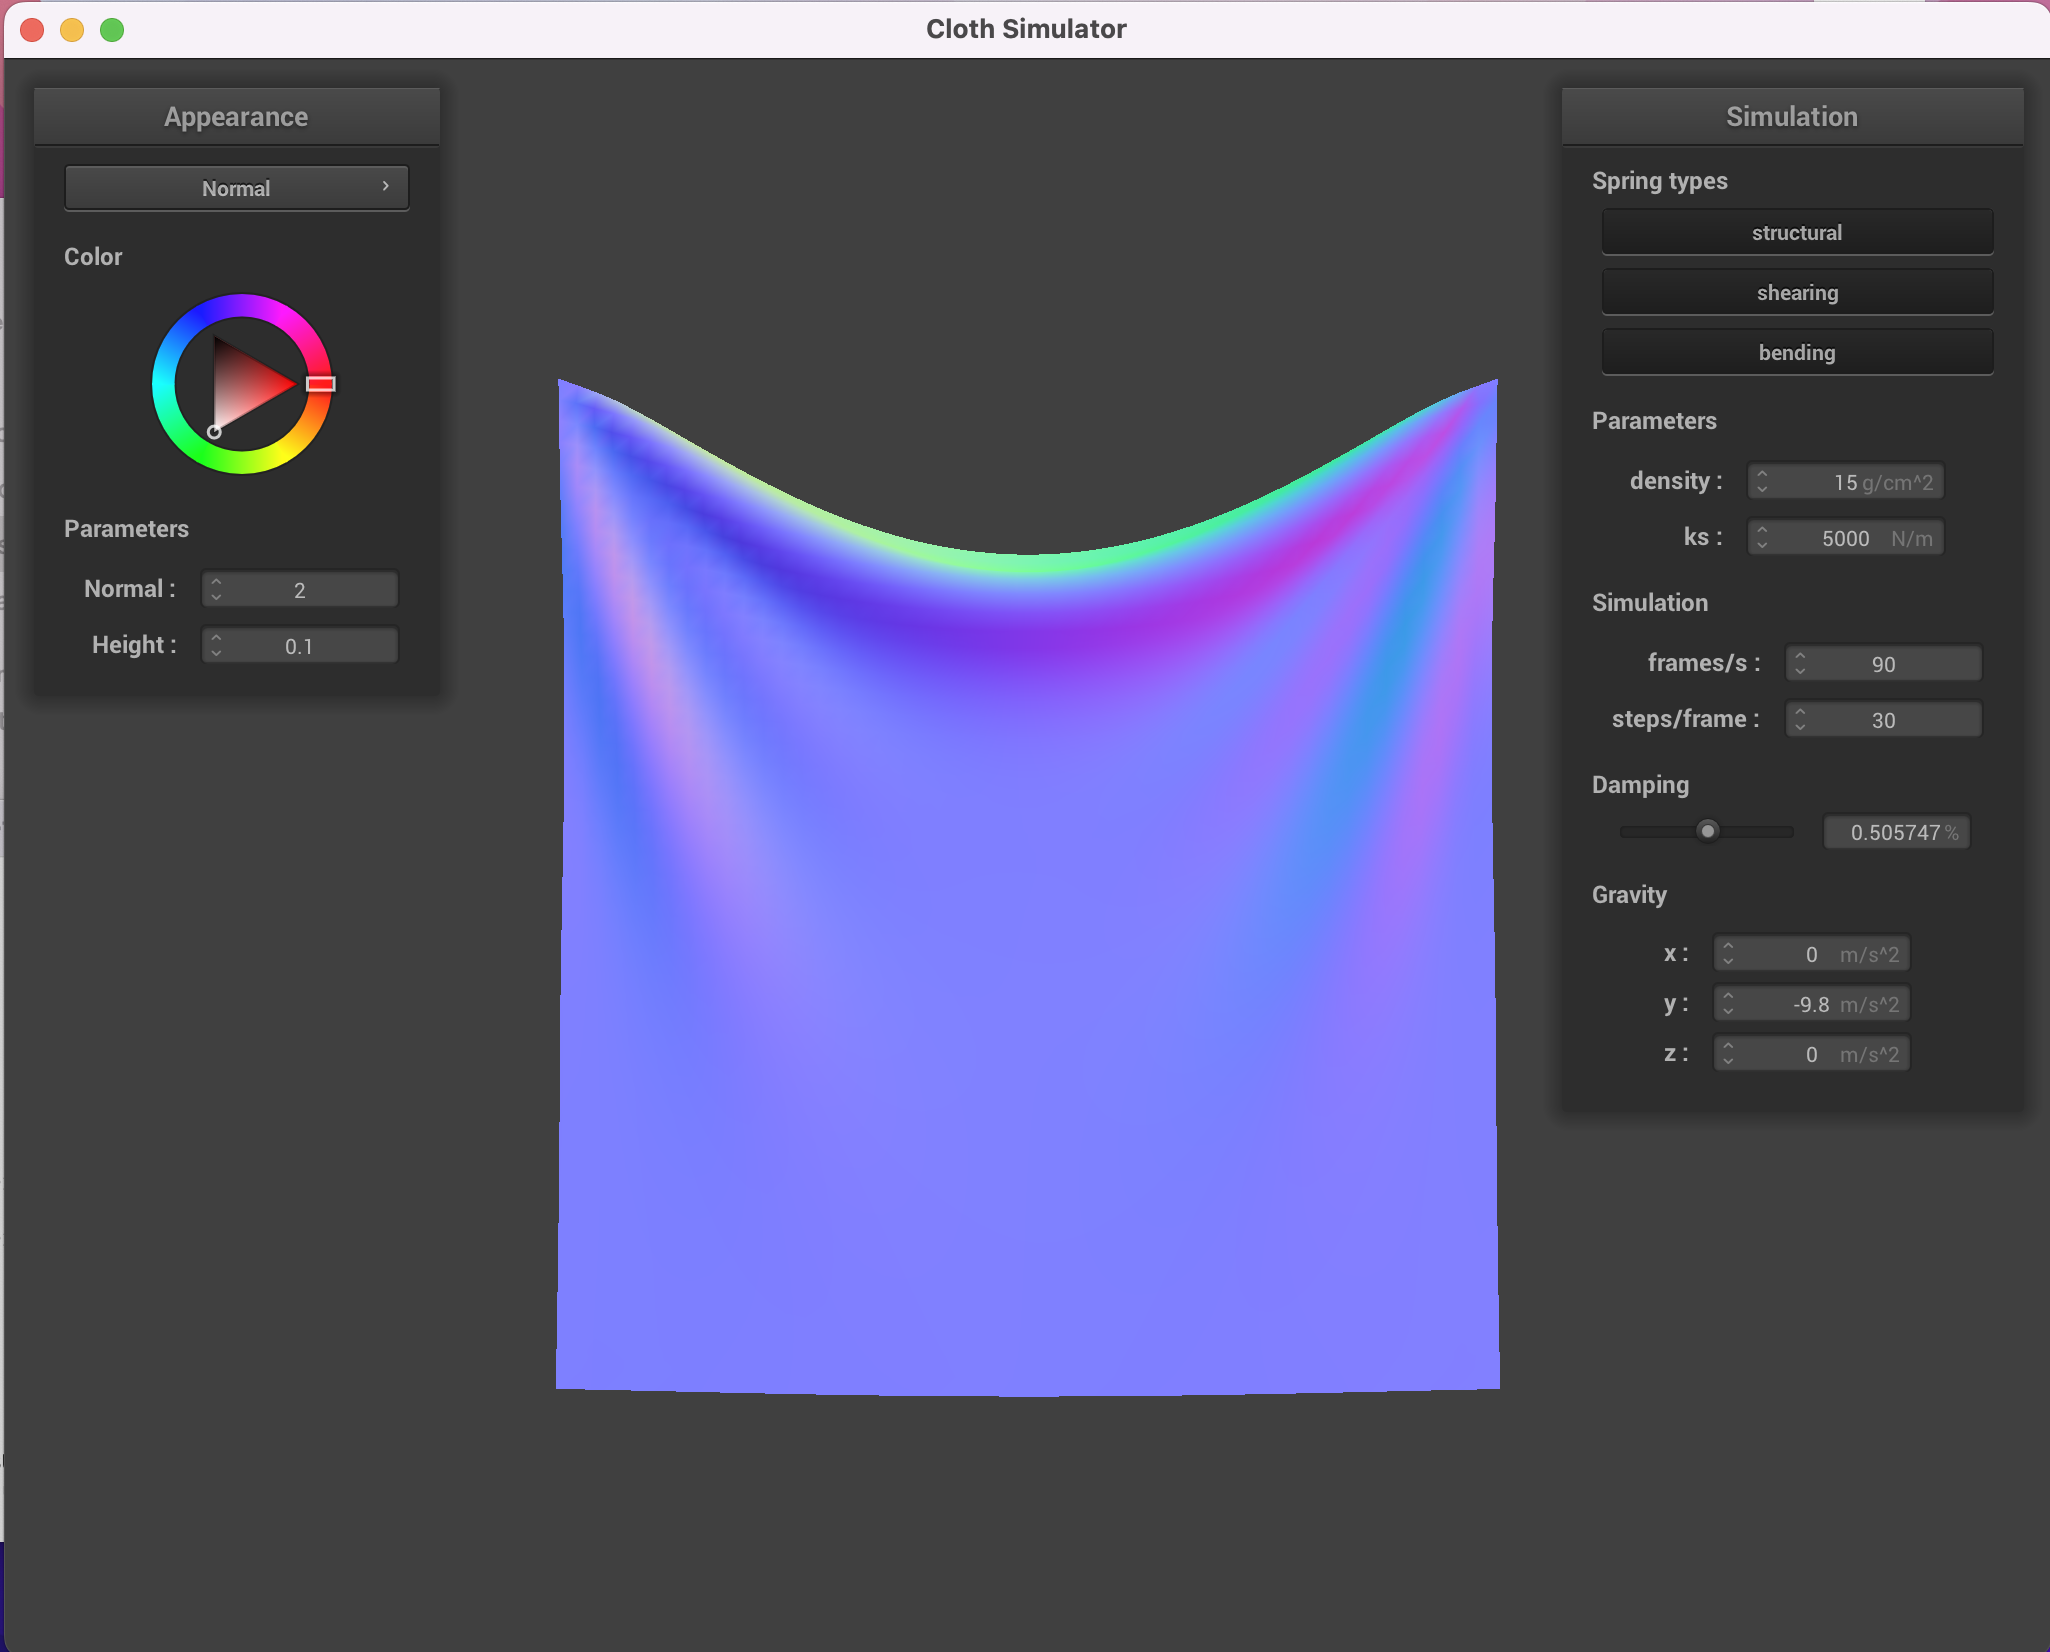 Cloth Simulator
Appearance
Normal
Color
Parameters
Normal : 2
Height : 0.1
Simulation
Spring types
structural
shearing
bending
Parameters
density : 15 g/cm^2
ks : 5000 N/m
Simulation
frames/s : 90
steps/frame : 30
Damping
0.505747 %
Gravity
x : 0 m/s^2
y : -9.8 m/s^2
z : 0 m/s^2